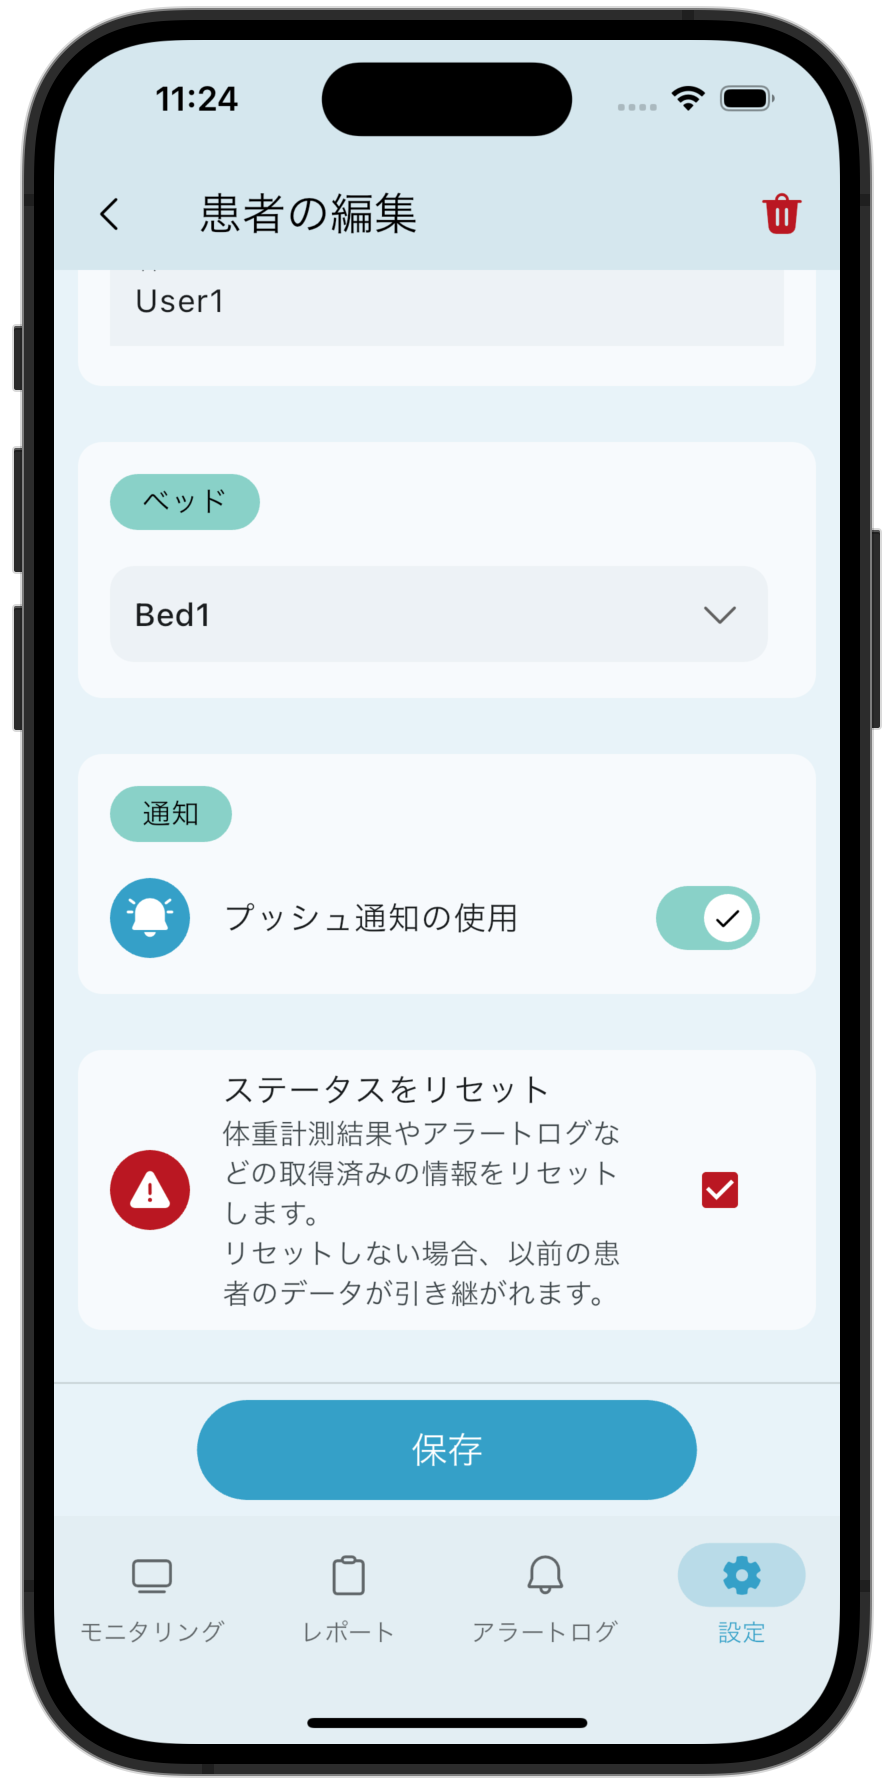 11:24
患者の編集
User1
ベッド
Bed1
通知
プッシュ通知の使用
ステータスをリセット
体重計測結果やアラートログな
どの取得済みの情報をリセット
します。
リセットしない場合、以前の患
者のデータが引き継がれます。
保存
モニタリング
レポート
アラートログ
設定